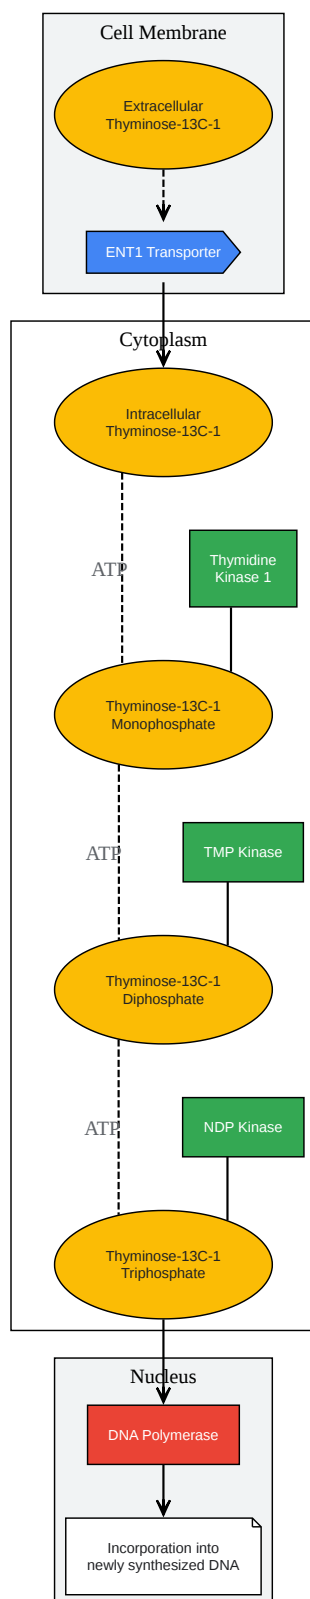 Cell Membrane
Extracellular
Thyminose-13C-1
ENT1 Transporter
Cytoplasm
Intracellular
Thyminose-13C-1
ATP
Thymidine
Kinase 1
Thyminose-13C-1
Monophosphate
ATP
TMP Kinase
Thyminose-13C-1
Diphosphate
ATP
NDP Kinase
Thyminose-13C-1
Triphosphate
Nucleus
DNA Polymerase
Incorporation into
newly synthesized DNA